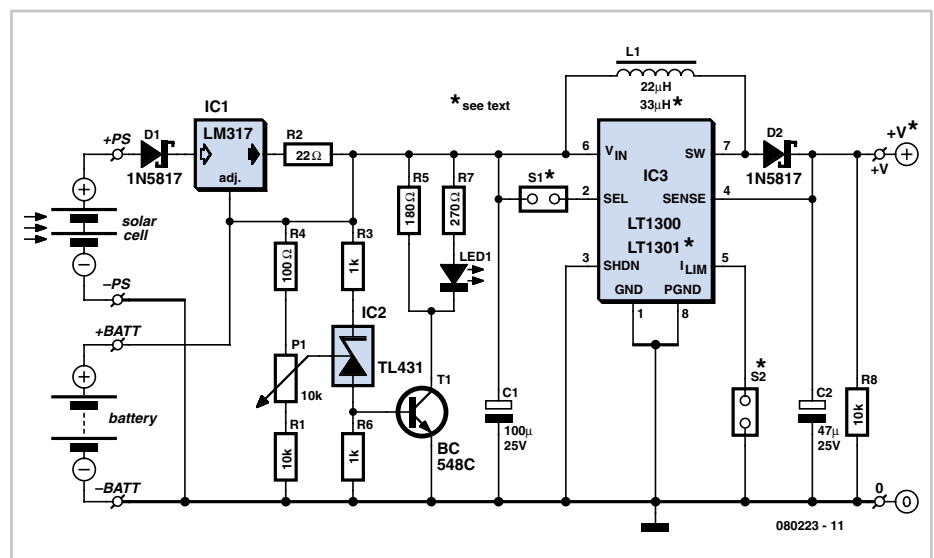 L1
22µH
33µH*
*see text
IC1
LM317
adj.
+PS
D1
1N5817
R2
22Ω
solar
cell
–PS
+BATT
battery
–BATT
R4
100Ω
R3
1k
P1
10k
R1
10k
IC2
TL431
R6
1k
R5
180Ω
R7
270Ω
LED1
T1
BC
548C
C1
100µ
25V
S1*
6
VIN
2
SEL
3
SHDN
SW
7
IC3
SENSE
4
LT1300
LT1301*
ILIM
5
GND
PGND
1
8
D2
1N5817
+V*
+V
S2
*
C2
47µ
25V
R8
10k
0
0
080223 - 11